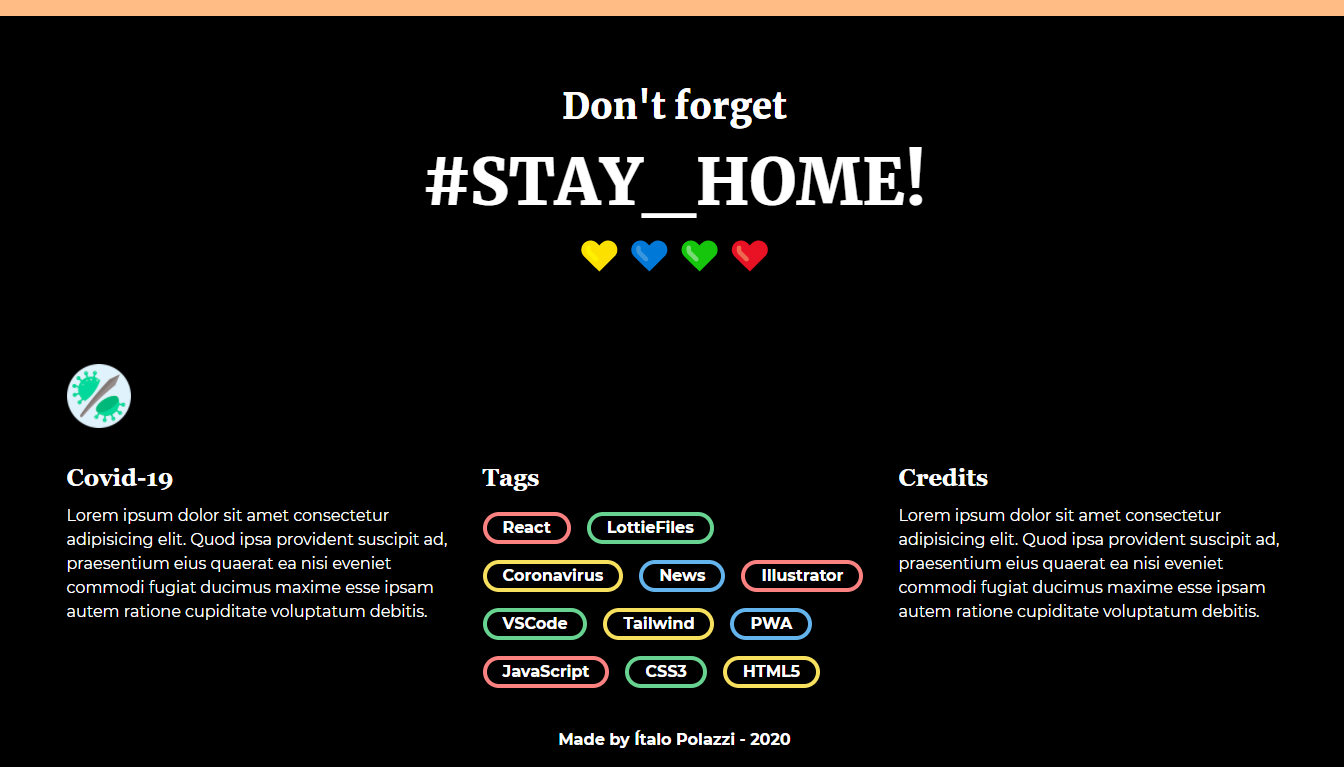 Don't forget
#STAY_HOME!
Covid-19
Lorem ipsum dolor sit amet consectetur
adipisicing elit. Quod ipsa provident suscipit ad,
praesentium eius quaerat ea nisi eveniet
commodi fugiat ducimus maxime esse ipsam
autem ratione cupiditate voluptatum debitis.
Tags
React LottieFiles
Coronavirus News Illustrator
VSCode Tailwind PWA
JavaScript CSS3 HTML5
Credits
Lorem ipsum dolor sit amet consectetur
adipisicing elit. Quod ipsa provident suscipit ad,
praesentium eius quaerat ea nisi eveniet
commodi fugiat ducimus maxime esse ipsam
autem ratione cupiditate voluptatum debitis.
Made by Ítalo Polazzi - 2020